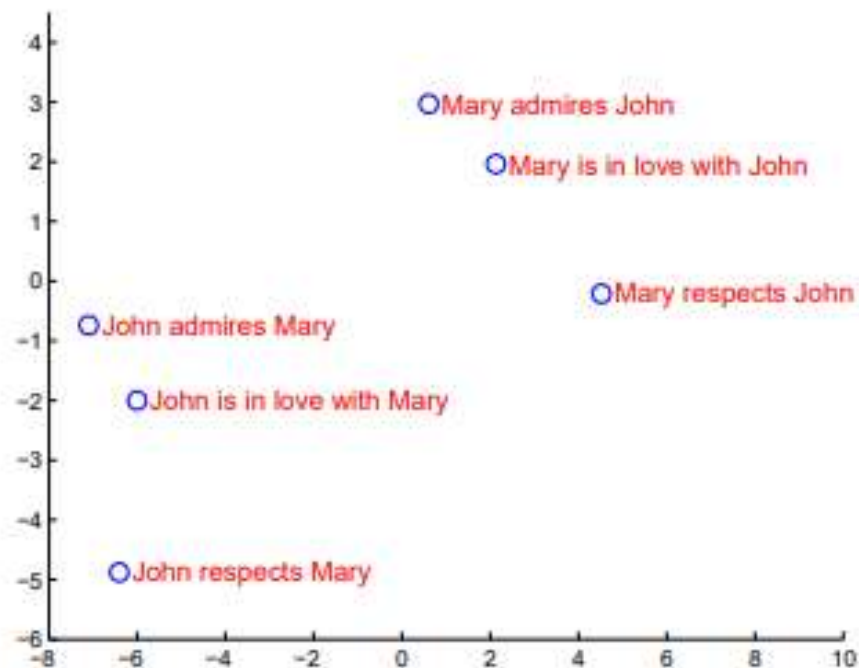 4
3
Mary admires John
2
Mary is in love with John
1
0
Mary respects John
John admires Mary
−1
−2
John is in love with Mary
−3
−4
John respects Mary
−5
−6
−8 −6 −4 −2 0 2 4 6 8 10